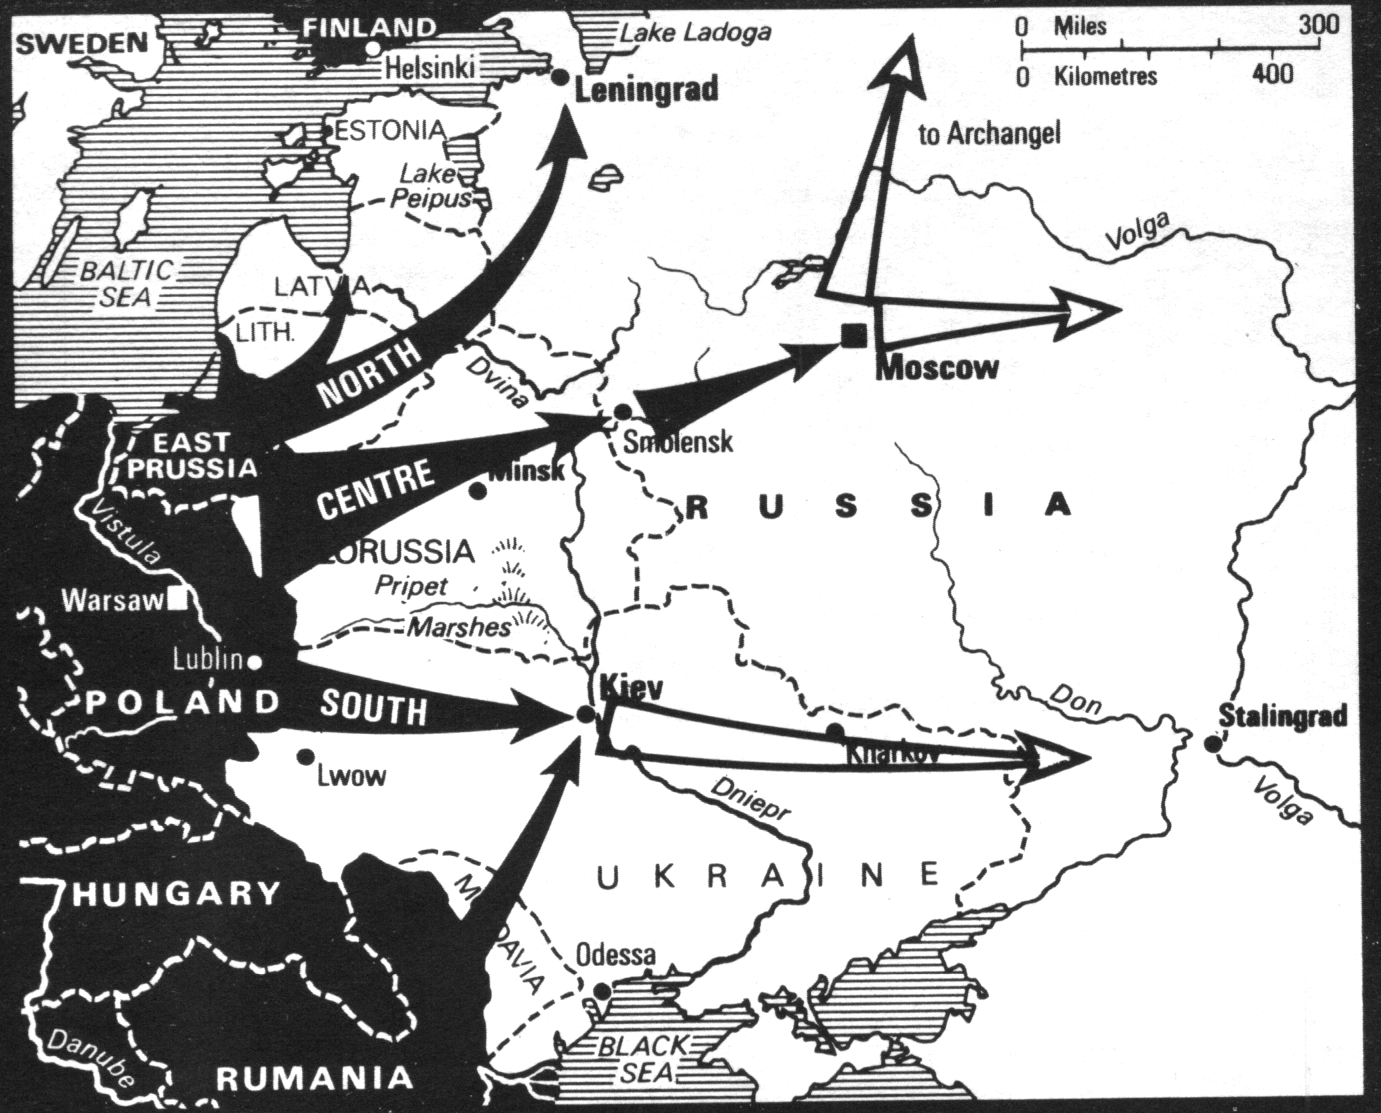 FINLAND
SWEDEN
Helsinki
Lake Ladoga
Leningrad
0 Miles 300
0 Kilometres 400
to Archangel
ESTONIA
Lake
Peipus
Volga
BALTIC
SEA
LATVIA
LITH.
NORTH
Dvina
Moscow
EAST
PRUSSIA
Smolensk
CENTRE
Minsk
RUSSIA
Vistula
ORUSSIA
Pripet
Marshes
Warsaw
Lublin
POLAND
SOUTH
Kiev
Don
Stalingrad
Kharkov
Lwow
Dniepr
Volga
UKRAINE
HUNGARY
M
DAVIA
Odessa
BLACK
SEA
Danube
RUMANIA